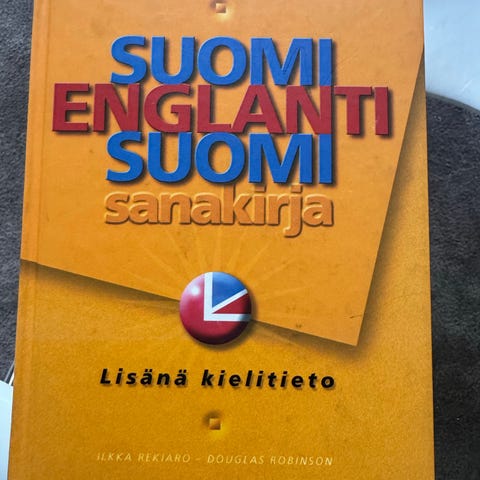 SUOMI
ENGLANTI
SUOMI
sanakirja
Lisänä kielitieto
ILKKA REKIARO – DOUGLAS ROBINSON